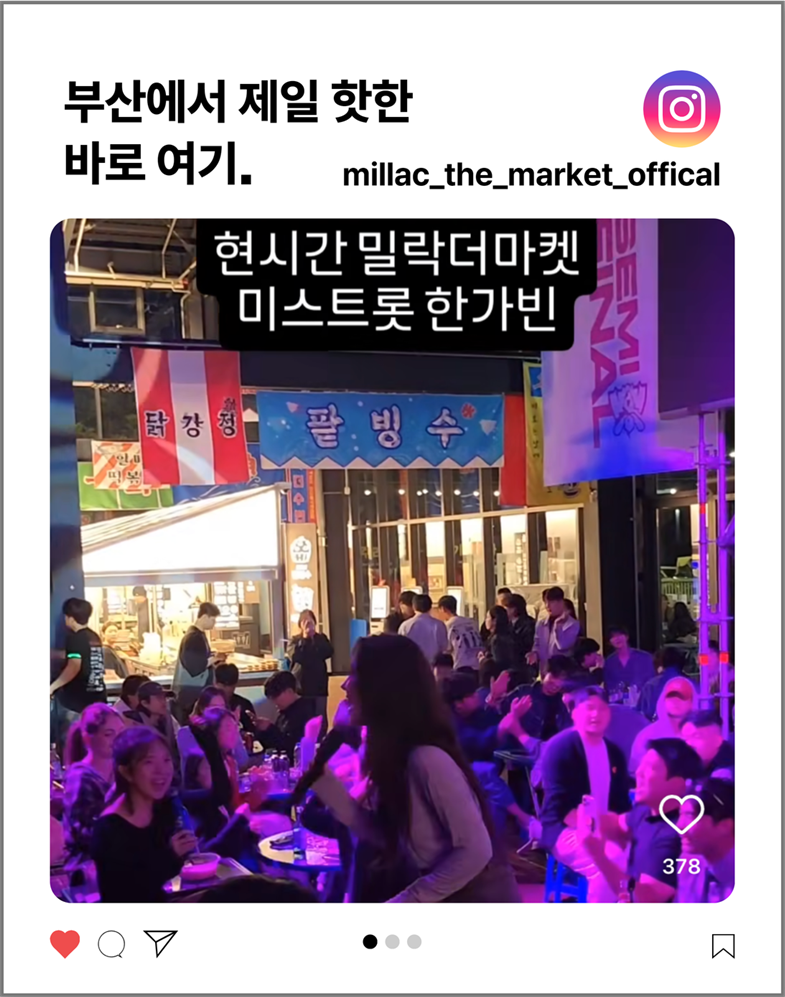 부산에서 제일 핫한
바로 여기.
millac_the_market_offical
현시간 밀락더마켓
미스트롯 한가빈
SEMI
FINAL
닭강정
팥빙수
378